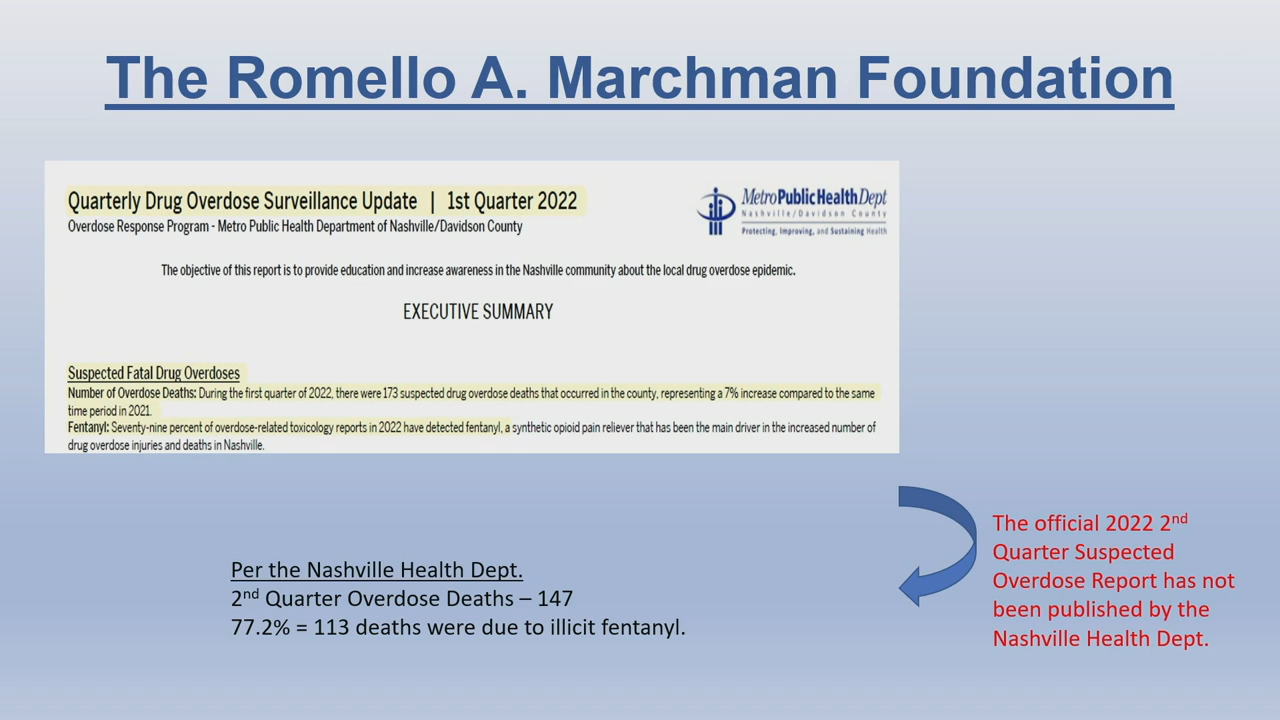 The Romello A. Marchman Foundation
Quarterly Drug Overdose Surveillance Update | 1st Quarter 2022
Overdose Response Program - Metro Public Health Department of Nashville/Davidson County
MetroPublicHealthDept
Nashville/Davidson County
Protecting, Improving, and Sustaining Health
The objective of this report is to provide education and increase awareness in the Nashville community about the local drug overdose epidemic.
EXECUTIVE SUMMARY
Suspected Fatal Drug Overdoses
Number of Overdose Deaths: During the first quarter of 2022, there were 173 suspected drug overdose deaths that occurred in the county, representing a 7% increase compared to the same
time period in 2021.
Fentanyl: Seventy-nine percent of overdose-related toxicology reports in 2022 have detected fentanyl, a synthetic opioid pain reliever that has been the main driver in the increased number of
drug overdose injuries and deaths in Nashville.
Per the Nashville Health Dept.
2nd Quarter Overdose Deaths – 147
77.2% = 113 deaths were due to illicit fentanyl.
The official 2022 2nd
Quarter Suspected
Overdose Report has not
been published by the
Nashville Health Dept.